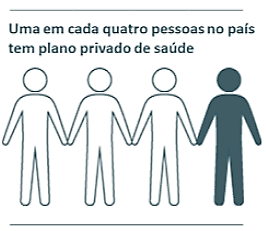 Uma em cada quatro pessoas no país
tem plano privado de saúde